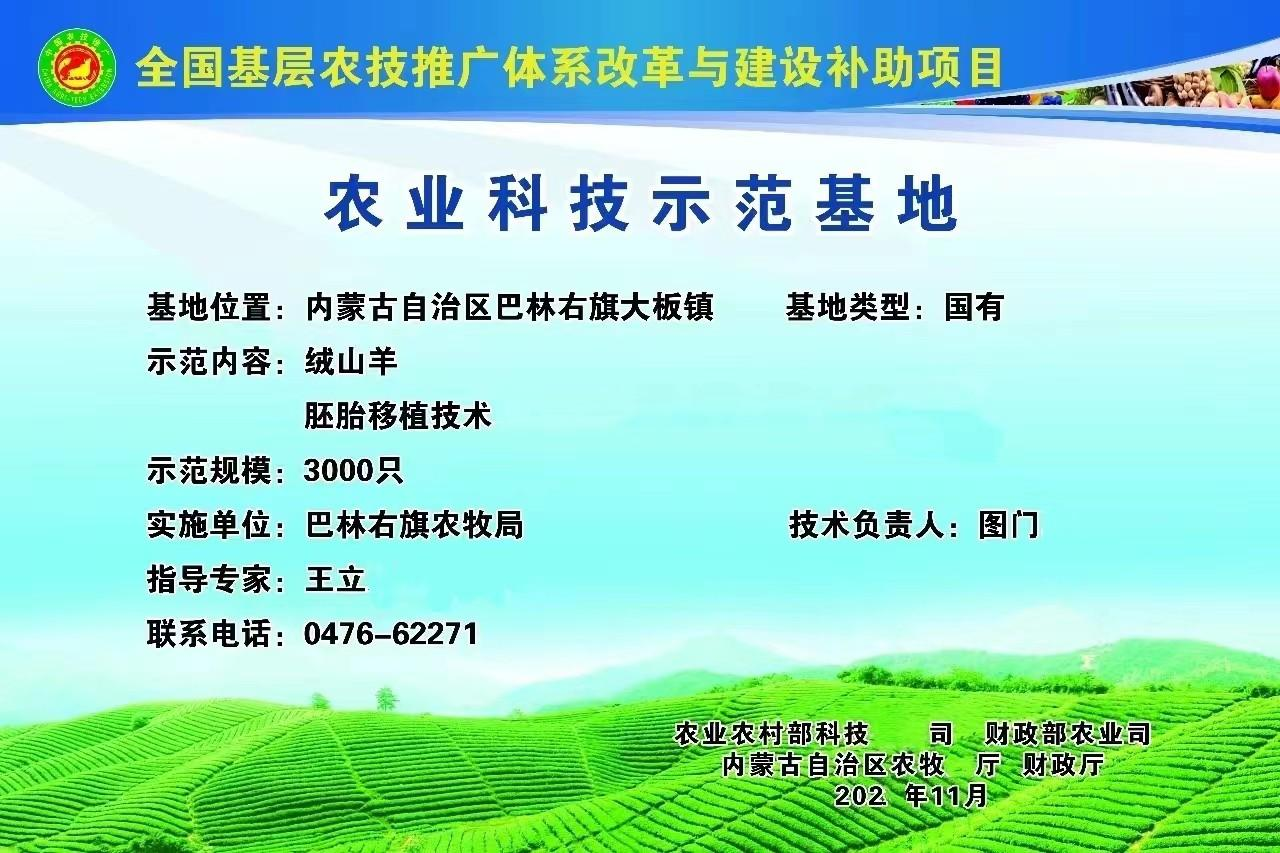 全国基层农技推广体系改革与建设补助项目
农业科技示范基地
基地位置：内蒙古自治区巴林右旗大板镇 基地类型：国有
示范内容：绒山羊
胚胎移植技术
示范规模：3000只
实施单位：巴林右旗农牧局 技术负责人：图门
指导专家：王立
联系电话：0476-62271
农业农村部科技 司 财政部农业司
内蒙古自治区农牧 厅 财政厅
202 年11月